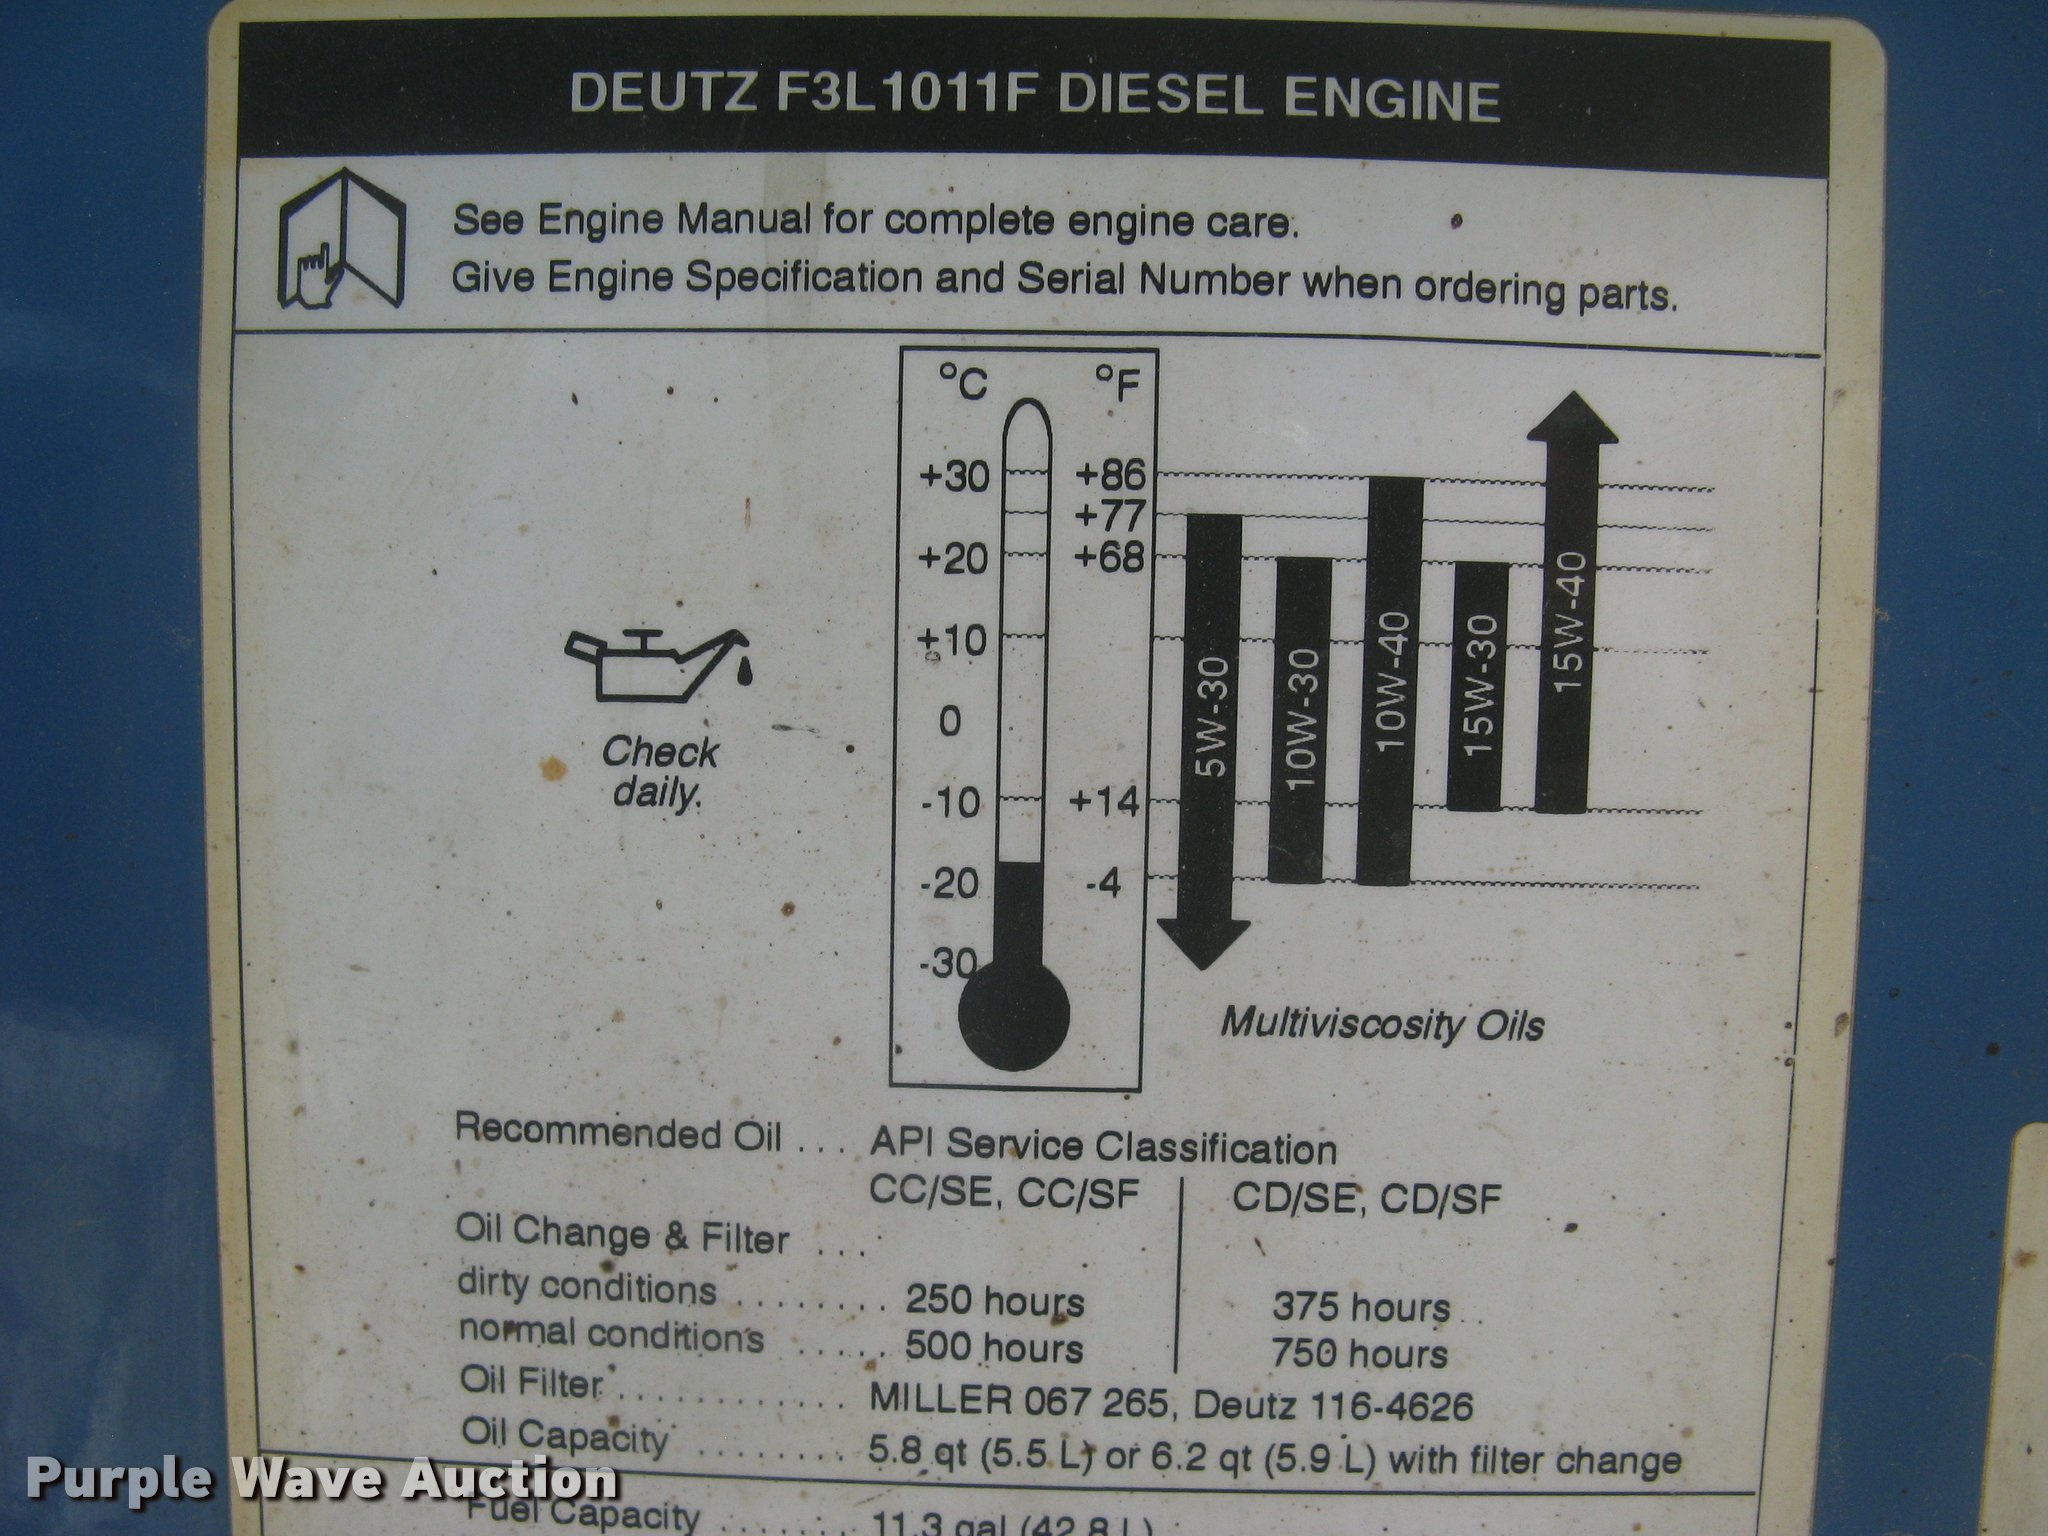 DEUTZ F3L1011F DIESEL ENGINE
See Engine Manual for complete engine care.
Give Engine Specification and Serial Number when ordering parts.
°C °F
+30 +86
+77
+20 +68
+10
0
-10 +14
-20 -4
-30
5W-30
10W-30
10W-40
15W-30
15W-40
Check
daily.
Multiviscosity Oils
Recommended Oil ... API Service Classification
CC/SE, CC/SF CD/SE, CD/SF
Oil Change & Filter ...
dirty conditions ........ 250 hours 375 hours
normal conditions ..... 500 hours 750 hours
Oil Filter ............ MILLER 067 265, Deutz 116-4626
Oil Capacity ........ 5.8 qt (5.5 L) or 6.2 qt (5.9 L) with filter change
Fuel Capacity ....... 11.3 gal (42.8 L)
Purple Wave Auction